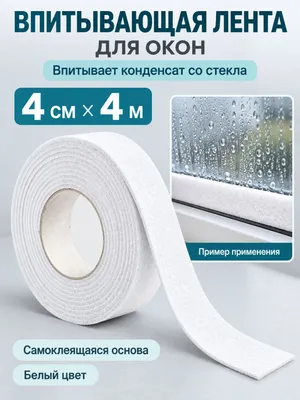 ВПИТЫВАЮЩАЯ ЛЕНТА
ДЛЯ ОКОН
Впитывает конденсат со стекла
4 см × 4 м
Пример применения
Самоклеящаяся основа
Белый цвет